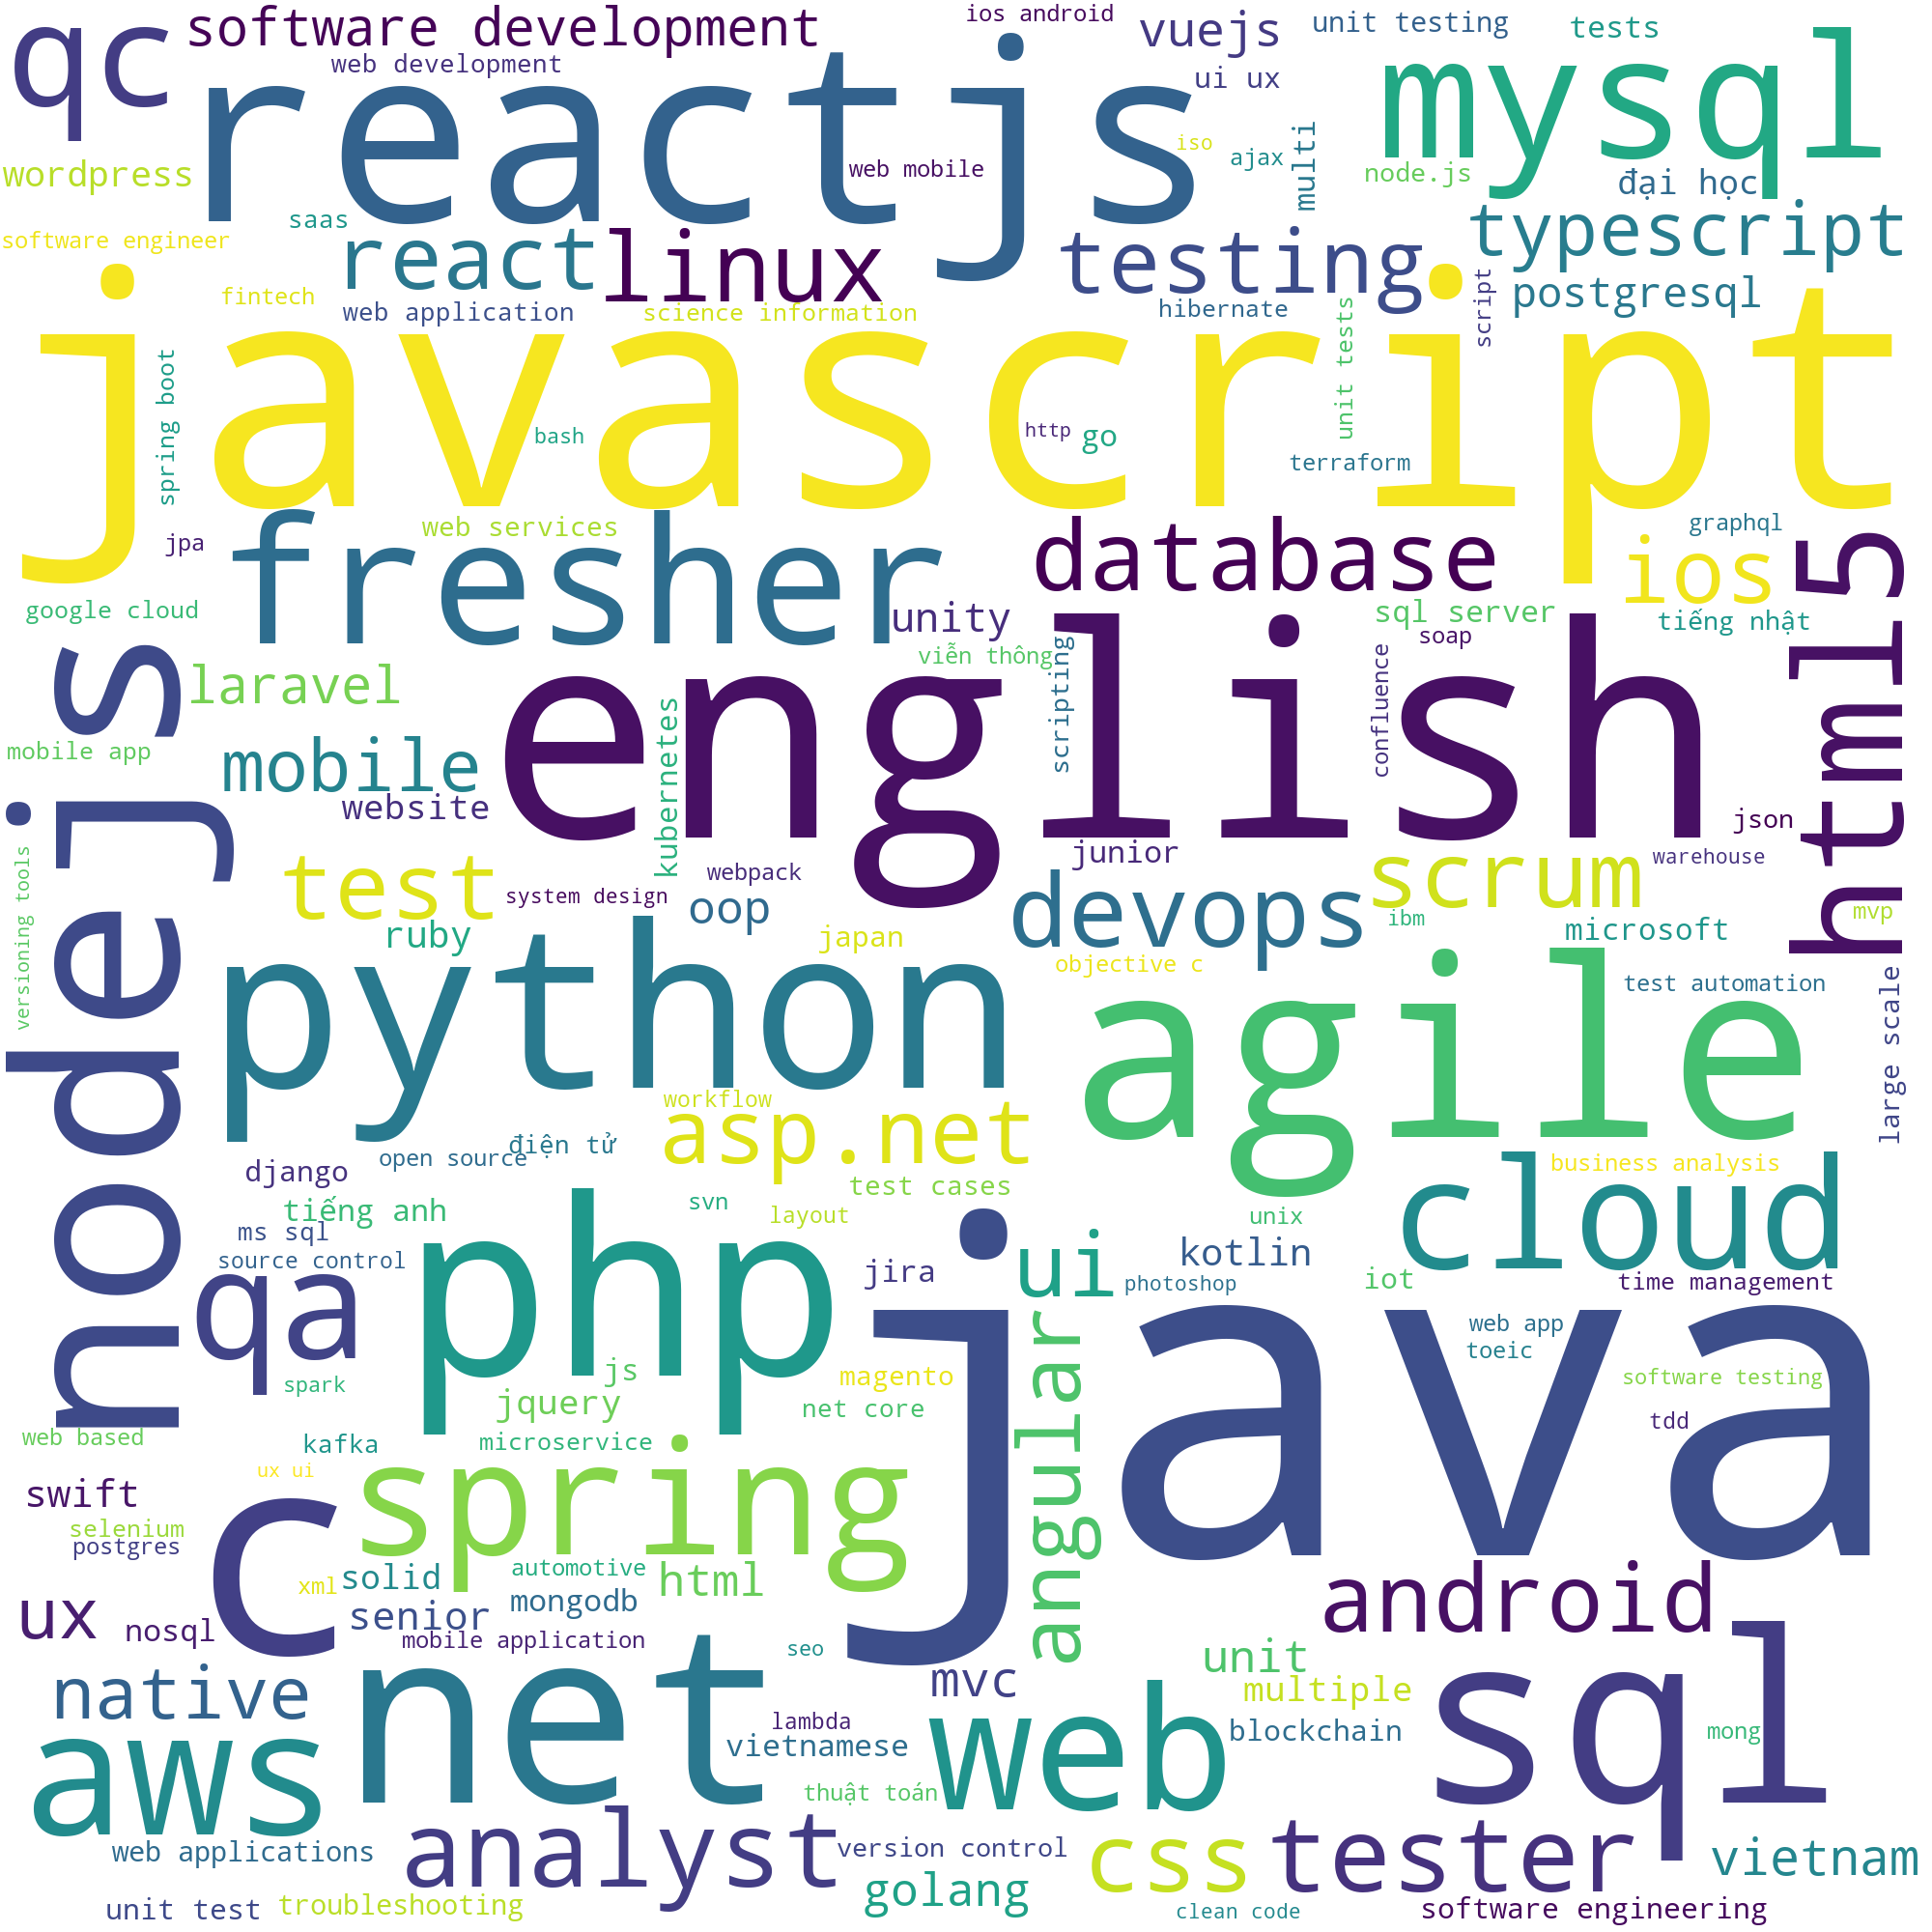 qc
software development
ios android
vuejs
unit testing
tests
web development
ui ux
reactjs
mysql
wordpress
web mobile
iso
ajax
multi
node.js
đại học
saas
software engineer
react
linux
testing
typescript
fintech
web application
science information
hibernate
unit tests
script
postgresql
javascript
spring boot
bash
http
go
terraform
jpa
fresher
web services
database
graphql
ios
html5
google cloud
unity
sql server
tiếng nhật
soap
viễn thông
scripting
confluence
nodejs
laravel
english
mobile app
mobile
kubernetes
website
json
junior
warehouse
versioning tools
test
system design
webpack
scrum
oop
devops
ibm
mvp
ruby
japan
microsoft
objective c
test automation
large scale
python
agile
workflow
asp.net
điện tử
open source
django
business analysis
test cases
cloud
tiếng anh
svn
layout
unix
ms sql
source control
qa
php
jira
ui
kotlin
photoshop
iot
time management
java
web app
toeic
js
spark
magento
angular
software testing
jquery
net core
tdd
web based
kafka
microservice
ux ui
spring
swift
c
selenium
postgres
automotive
xml
solid
html
mongodb
android
ux
nosql
senior
mobile application
seo
unit
sql
native
net
mvc
multiple
lambda
web
blockchain
mong
aws
vietnamese
thuật toán
analyst
version control
css
tester
vietnam
web applications
golang
unit test
troubleshooting
clean code
software engineering